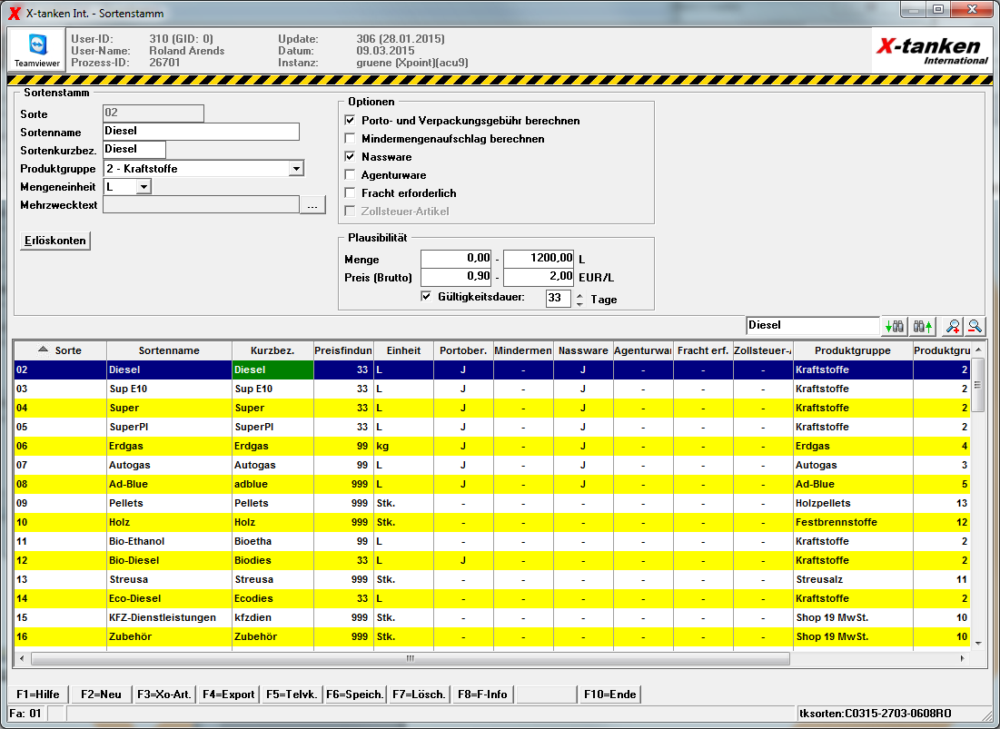 X-tanken Int. - Sortenstamm
Teamviewer
User-ID: 310 (GID: 0) Update: 306 (28.01.2015)
User-Name: Roland Arends Datum: 09.03.2015
Prozess-ID: 26701 Instanz: gruene (Xpoint)(acu9)
X-tanken
International
Sortenstamm
Sorte 02
Sortenname Diesel
Sortenkurzbez. Diesel
Produktgruppe 2 - Kraftstoffe
Mengeneinheit L
Mehrzwecktext ...
Erlöskonten
Optionen
Porto- und Verpackungsgebühr berechnen
Mindermengenaufschlag berechnen
Nassware
Agenturware
Fracht erforderlich
Zollsteuer-Artikel
Plausibilität
Menge 0,00 - 1200,00 L
Preis (Brutto) 0,90 - 2,00 EUR/L
Gültigkeitsdauer: 33 Tage
Diesel
Sorte Sortenname Kurzbez. Preisfindun Einheit Portober. Mindermen Nassware Agenturwar Fracht erf. Zollsteuer-A Produktgruppe Produktgru
02 Diesel Diesel 33 L J - J - - - Kraftstoffe 2
03 Sup E10 Sup E10 33 L J - J - - - Kraftstoffe 2
04 Super Super 33 L J - J - - - Kraftstoffe 2
05 SuperPl SuperPl 33 L J - J - - - Kraftstoffe 2
06 Erdgas Erdgas 99 kg J - J - - - Erdgas 4
07 Autogas Autogas 99 L J - J - - - Autogas 3
08 Ad-Blue adblue 999 L J - J - - - Ad-Blue 5
09 Pellets Pellets 999 Stk. - - - - - - Holzpellets 13
10 Holz Holz 999 Stk. - - - - - - Festbrennstoffe 12
11 Bio-Ethanol Bioetha 99 L - - - - - - Kraftstoffe 2
12 Bio-Diesel Biodies 33 L J - - - - - Kraftstoffe 2
13 Streusa Streusa 999 Stk. - - - - - - Streusalz 11
14 Eco-Diesel Ecodies 33 L - - - - - - Kraftstoffe 2
15 KFZ-Dienstleistungen kfzdien 999 Stk. - - - - - - Shop 19 MwSt. 10
16 Zubehör Zubehör 999 Stk. - - - - - - Shop 19 MwSt. 10
F1=Hilfe F2=Neu F3=Xo-Art. F4=Export F5=Telvk. F6=Speich. F7=Lösch. F8=F-Info F10=Ende
Fa: 01 tksorten:C0315-2703-0608RO